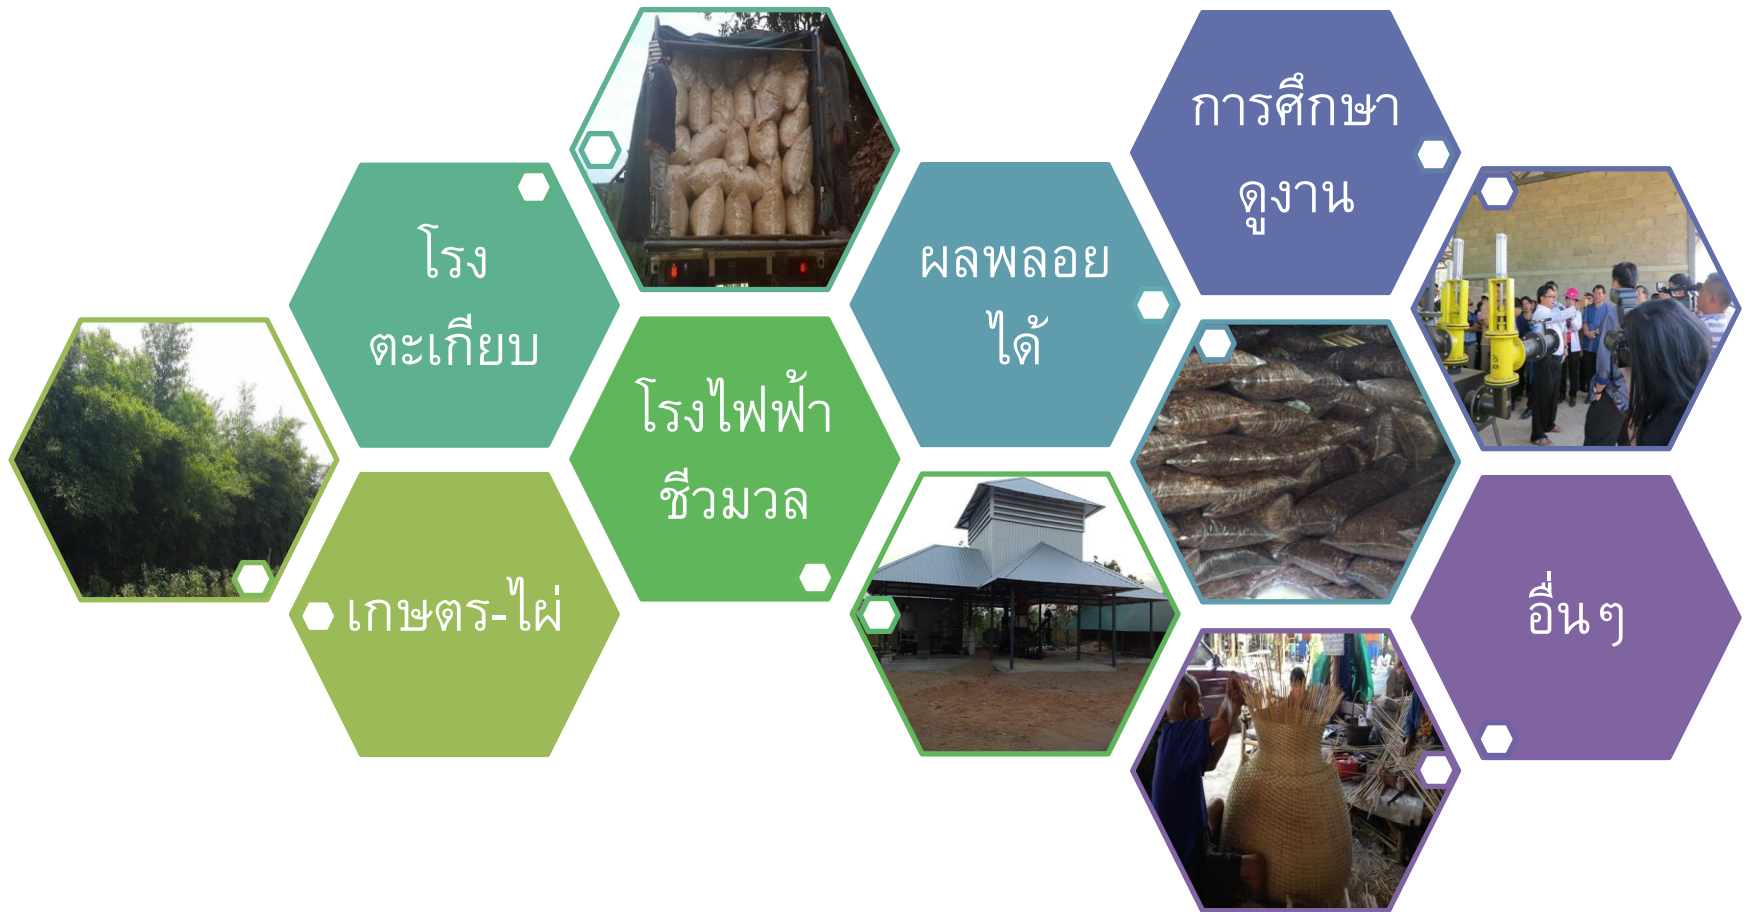 เกษตร-ไผ่
โรง
ตะเกียบ
โรงไฟฟ้า
ชีวมวล
ผลพลอย
ได้
การศึกษา
ดูงาน
อื่นๆ